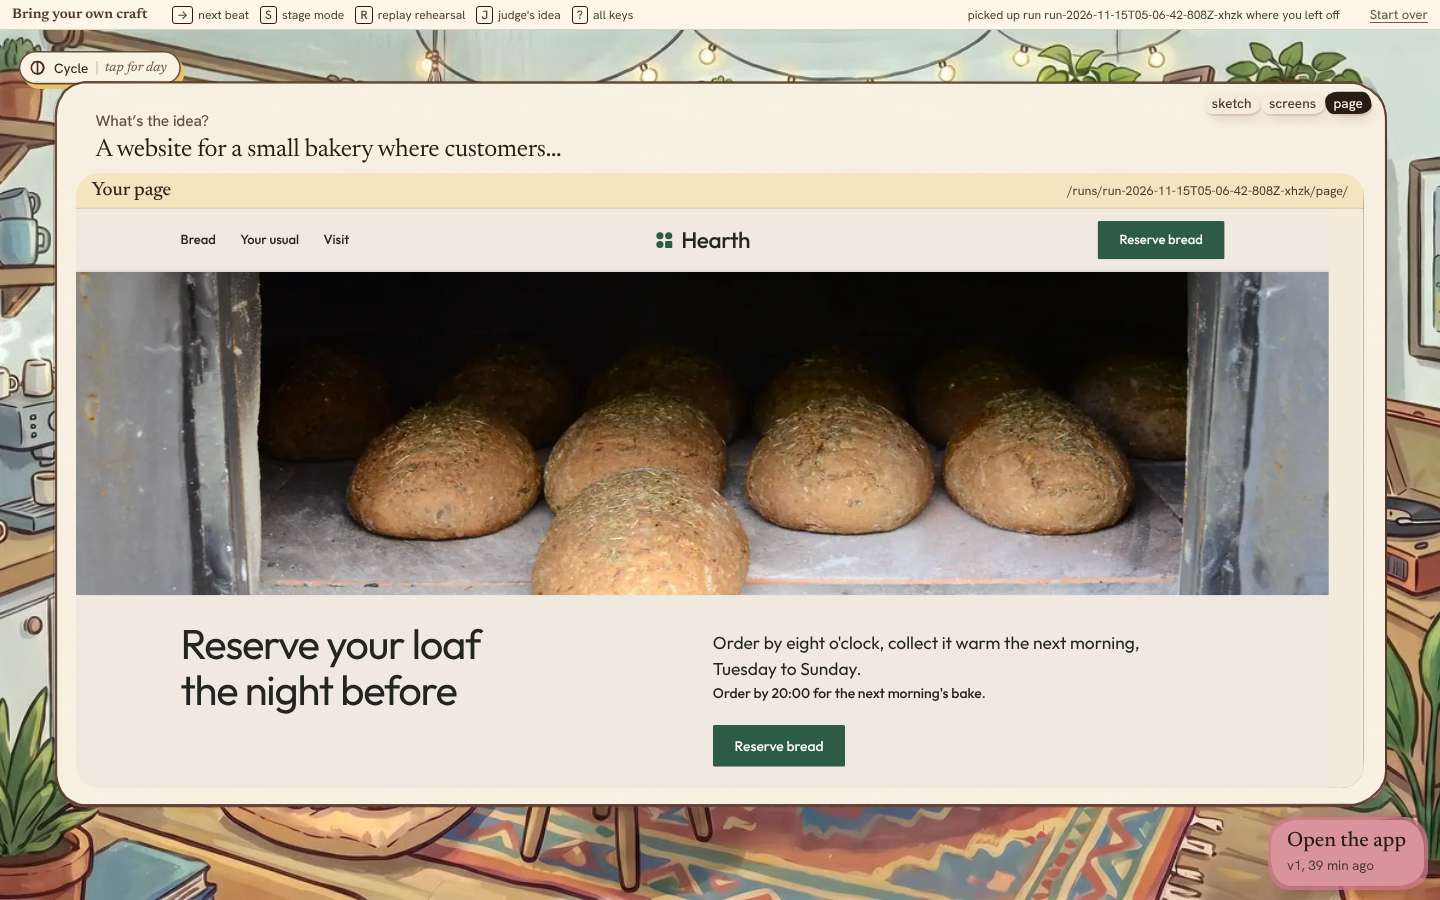 Bring your own craft
→ next beat S stage mode R replay rehearsal J judge's idea ? all keys
picked up run run-2026-11-15T05-06-42-808Z-xhzk where you left off
Start over
Cycle | tap for day
sketch screens page
What's the idea?
A website for a small bakery where customers...
Your page
/runs/run-2026-11-15T05-06-42-808Z-xhzk/page/
Bread Your usual Visit
Hearth
Reserve bread
Reserve your loaf
the night before
Order by eight o'clock, collect it warm the next morning,
Tuesday to Sunday.
Order by 20:00 for the next morning's bake.
Reserve bread
Open the app
v1, 39 min ago